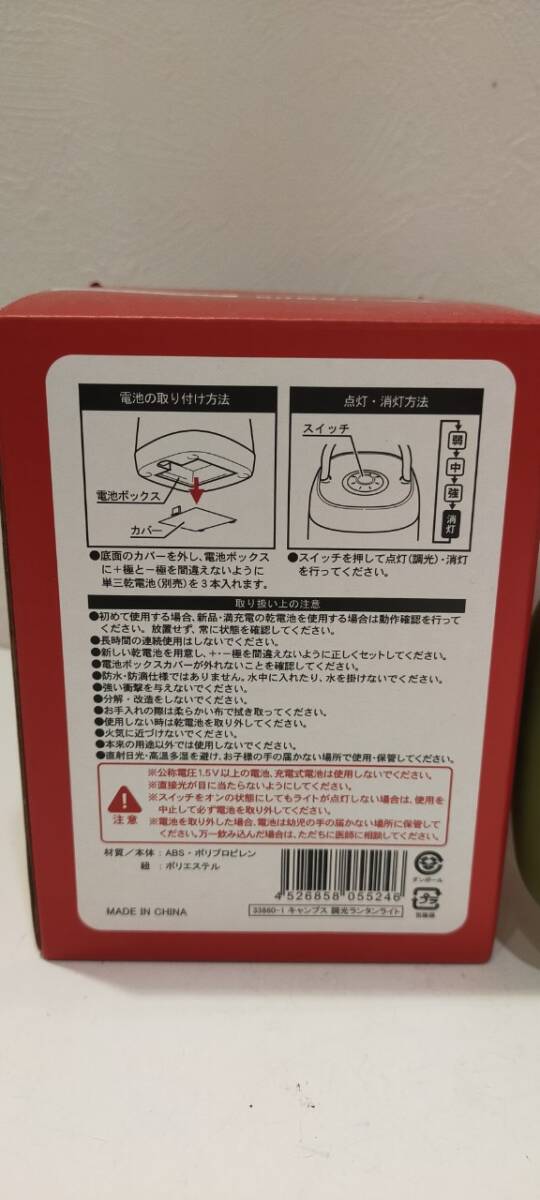 電池の取り付け方法
電池ボックス
カバー
●底面のカバーを外し、電池ボックス
に＋極と－極を間違えないように
単三乾電池(別売)を３本入れます。
点灯・消灯方法
スイッチ
弱
中
強
消灯
●スイッチを押して点灯(調光)・消灯
を行ってください。
取り扱い上の注意
●初めて使用する場合、新品・満充電の乾電池を使用する場合は動作確認を行って
ください。放置せず、常に状態を確認してください。
●長時間の連続使用はしないでください。
●新しい乾電池を用意し、＋・－極を間違えないように正しくセットしてください。
●電池ボックスカバーが外れないことを確認してください。
●防水・防滴仕様ではありません。水中に入れたり、水を掛けないでください。
●強い衝撃を与えないでください。
●分解・改造をしないでください。
●お手入れの際は柔らかい布で拭き取ってください。
●使用しない時は乾電池を取り外してください。
●火気に近づけないでください。
●本来の用途以外では使用しないでください。
●直射日光・高温多湿を避け、お子様の手の届かない場所で使用・保管してください。
注意
※公称電圧1.5Ｖ以上の電池、充電式電池は使用しないでください。
※直接光が目に当たらないようにしてください。
※スイッチをオンの状態にしてもライトが点灯しない場合は、使用を
中止して必ず電池を取り外してください。
※電池を取り外した場合、電池は幼児の手の届かない場所に保管して
ください。万一飲み込んだ場合は、ただちに医師に相談してください。
材質／本体：ABS・ポリプロピレン
紐：ポリエステル
MADE IN CHINA
4 526858 055246
33860-1 キャンプス 調光ランタンライト
ダンボール
プラ
包装袋